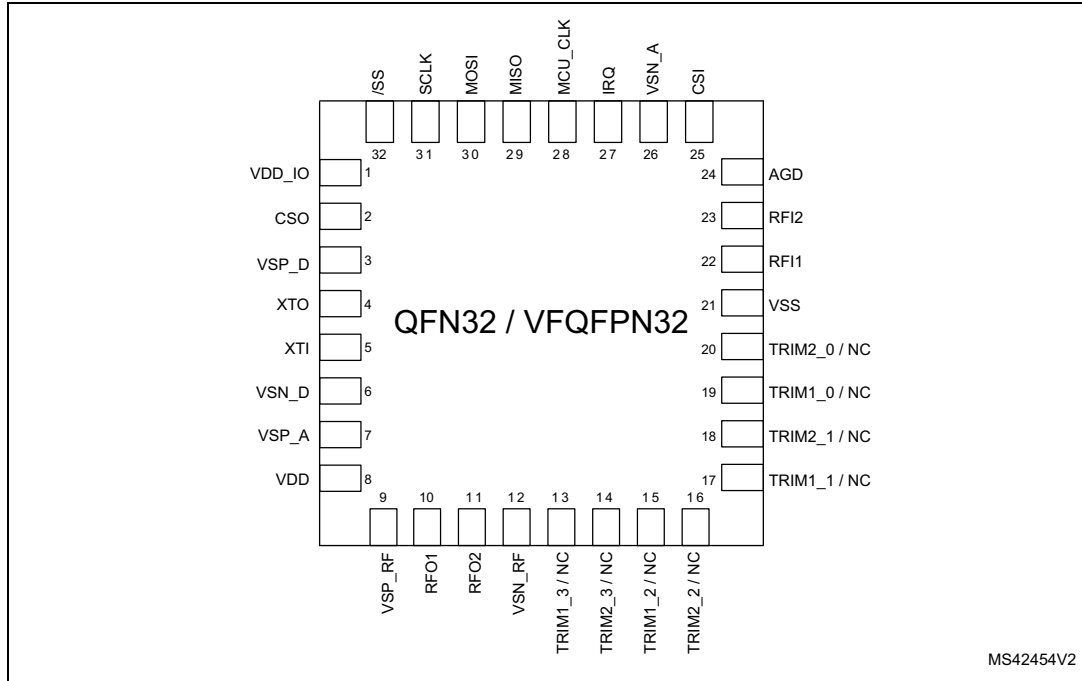 /SS
SCLK
MOSI
MISO
MCU_CLK
IRQ
VSN_A
CSI
32
31
30
29
28
27
26
25
VDD_IO 1
CSO 2
VSP_D 3
XTO 4
XTI 5
VSN_D 6
VSP_A 7
VDD 8
QFN32 / VFQFPN32
24 AGD
23 RFI2
22 RFI1
21 VSS
20 TRIM2_0 / NC
19 TRIM1_0 / NC
18 TRIM2_1 / NC
17 TRIM1_1 / NC
9
10
11
12
13
14
15
16
VSP_RF
RFO1
RFO2
VSN_RF
TRIM1_3 / NC
TRIM2_3 / NC
TRIM1_2 / NC
TRIM2_2 / NC
MS42454V2